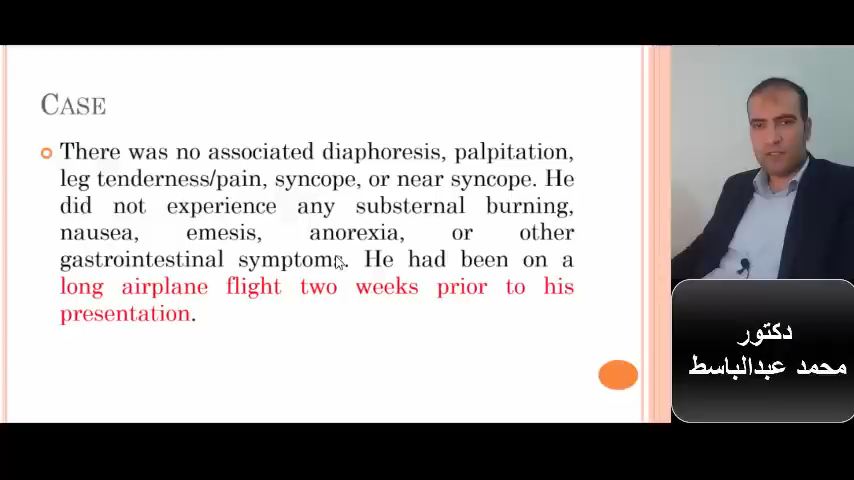 CASE
There was no associated diaphoresis, palpitation,
leg tenderness/pain, syncope, or near syncope. He
did not experience any substernal burning,
nausea, emesis, anorexia, or other
gastrointestinal symptoms. He had been on a
long airplane flight two weeks prior to his
presentation.
دكتور
محمد عبدالباسط